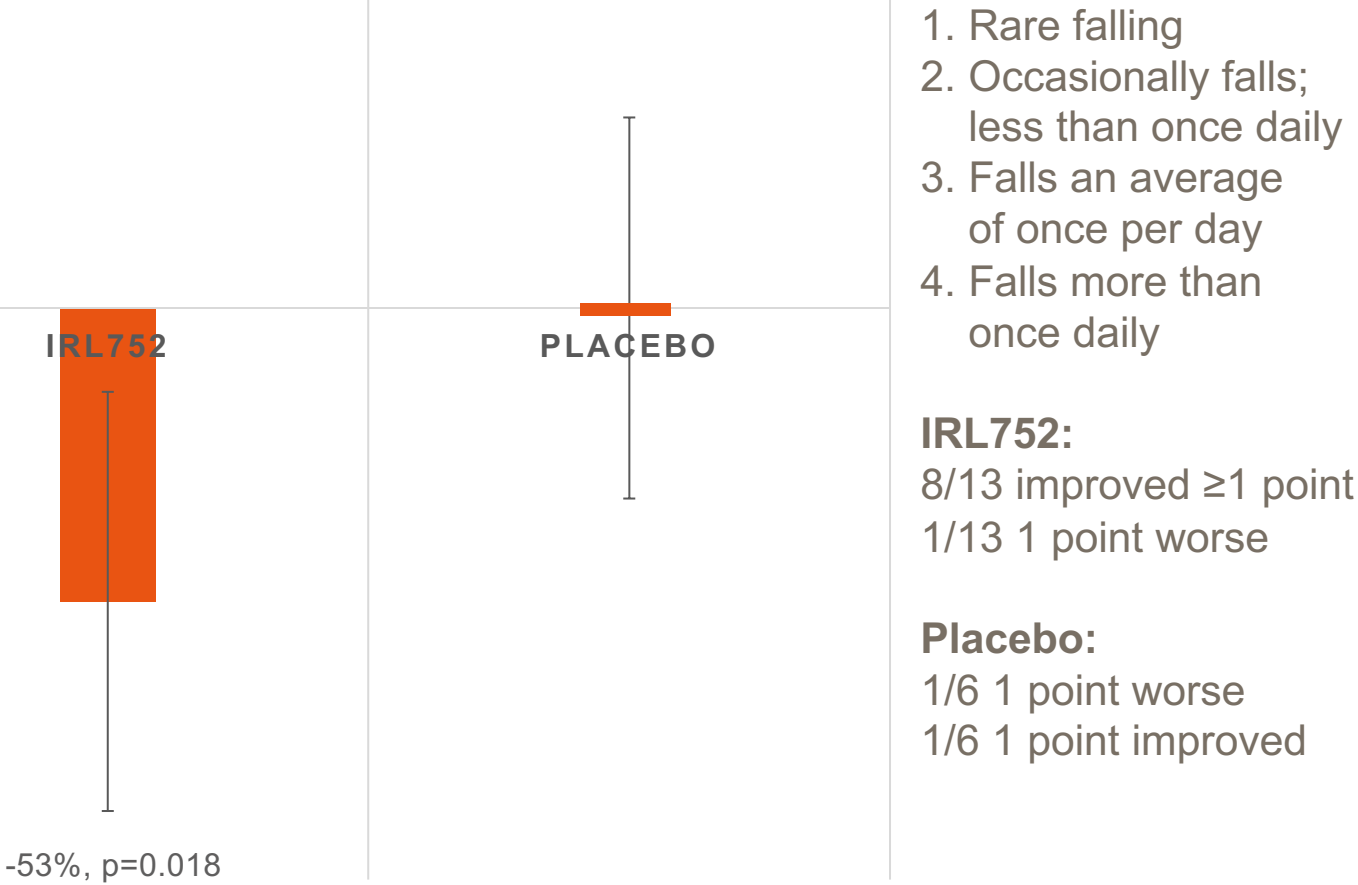 IRL752
PLACEBO
-53%, p=0.018
1. Rare falling
2. Occasionally falls;
less than once daily
3. Falls an average
of once per day
4. Falls more than
once daily
IRL752:
8/13 improved ≥1 point
1/13 1 point worse
Placebo:
1/6 1 point worse
1/6 1 point improved